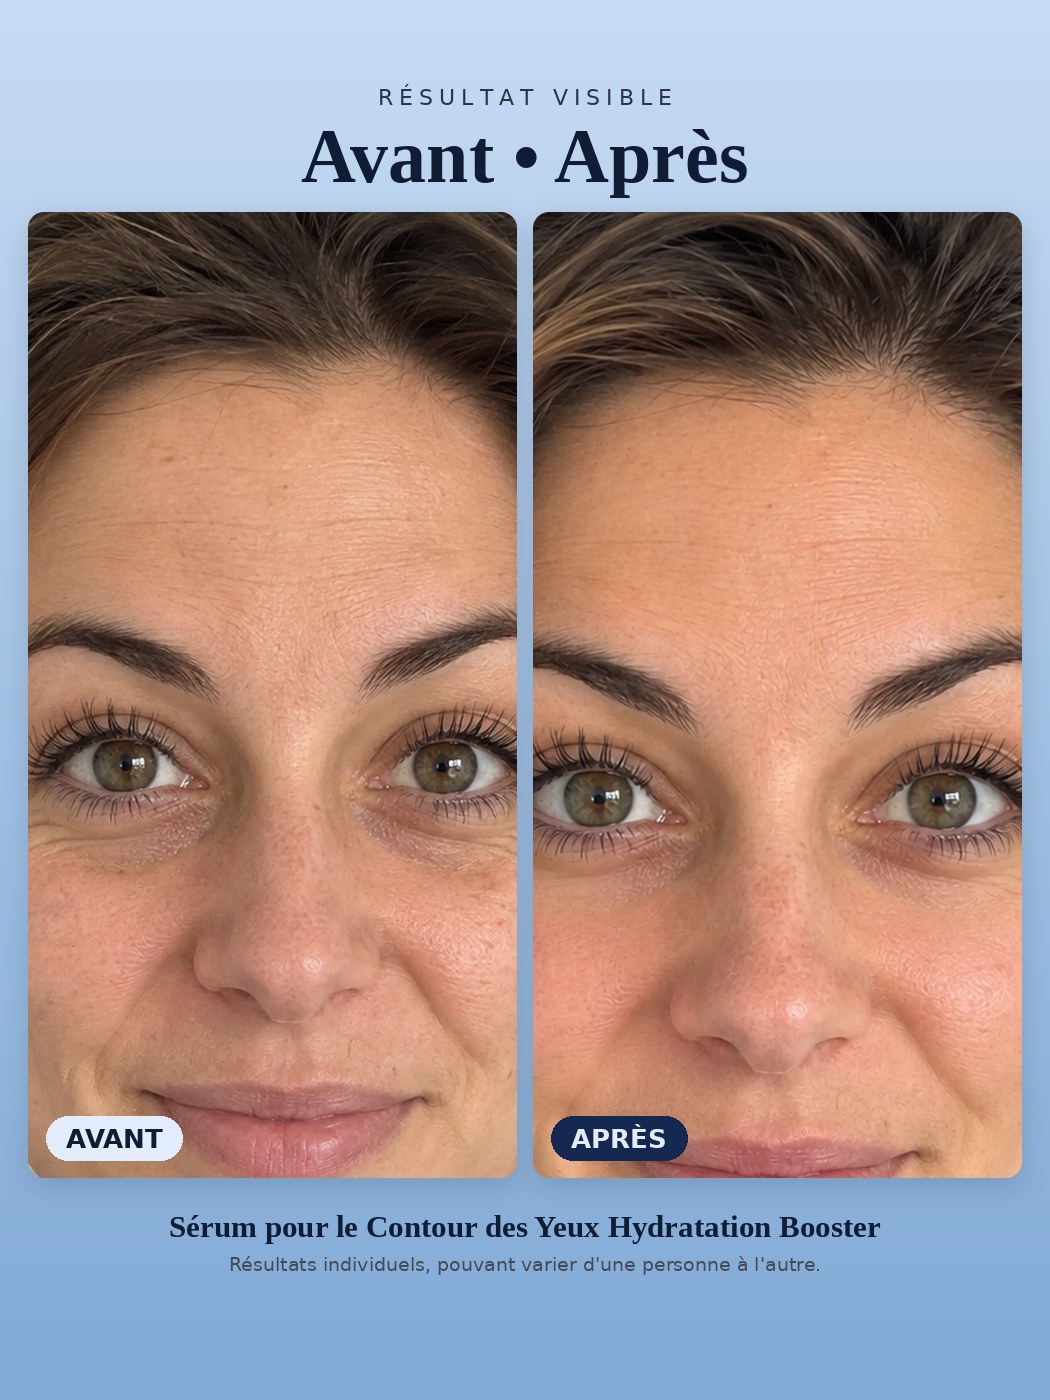 RÉSULTAT VISIBLE
Avant • Après
AVANT
APRÈS
Sérum pour le Contour des Yeux Hydratation Booster
Résultats individuels, pouvant varier d'une personne à l'autre.